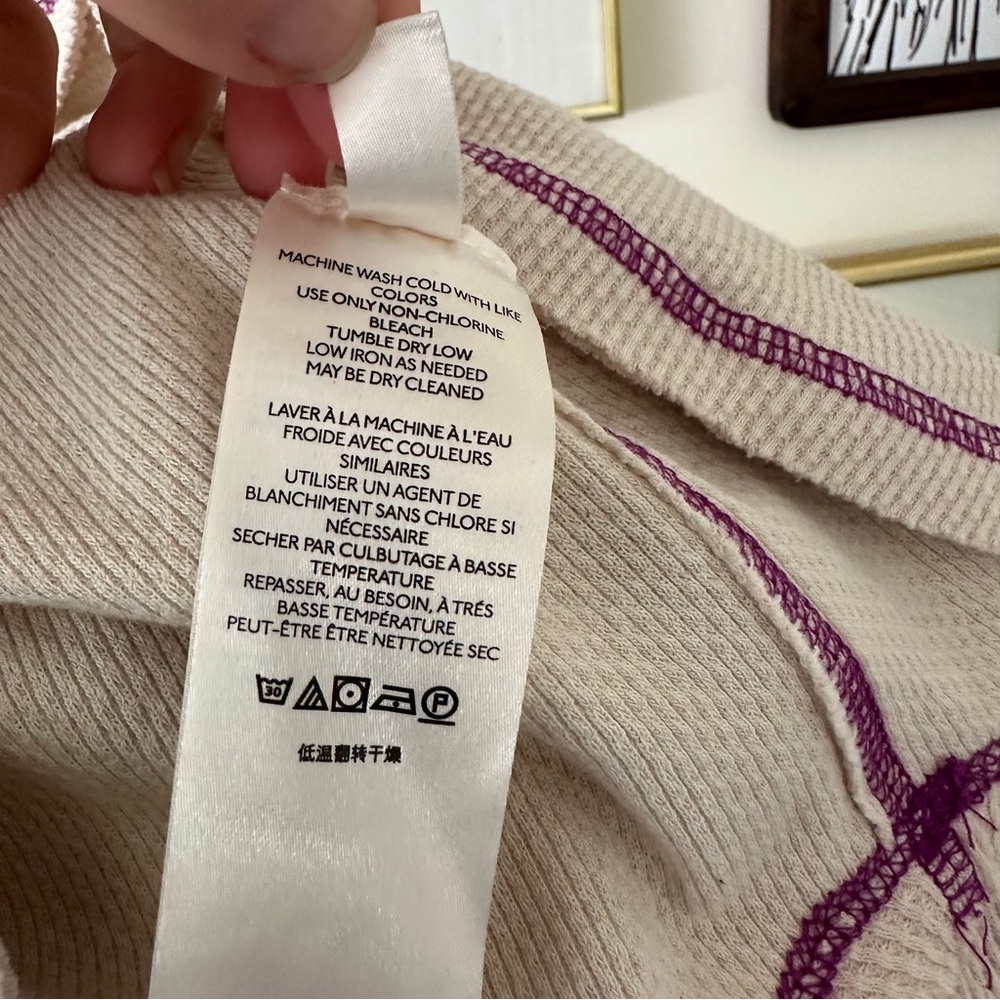 MACHINE WASH COLD WITH LIKE
COLORS
USE ONLY NON-CHLORINE
BLEACH
TUMBLE DRY LOW
LOW IRON AS NEEDED
MAY BE DRY CLEANED
LAVER À LA MACHINE À L'EAU
FROIDE AVEC COULEURS
SIMILAIRES
UTILISER UN AGENT DE
BLANCHIMENT SANS CHLORE SI
NÉCESSAIRE
SECHER PAR CULBUTAGE À BASSE
TEMPERATURE
REPASSER, AU BESOIN, À TRÉS
BASSE TEMPÉRATURE
PEUT-ÊTRE ÊTRE NETTOYÉE SEC
30 P
低温翻转干燥